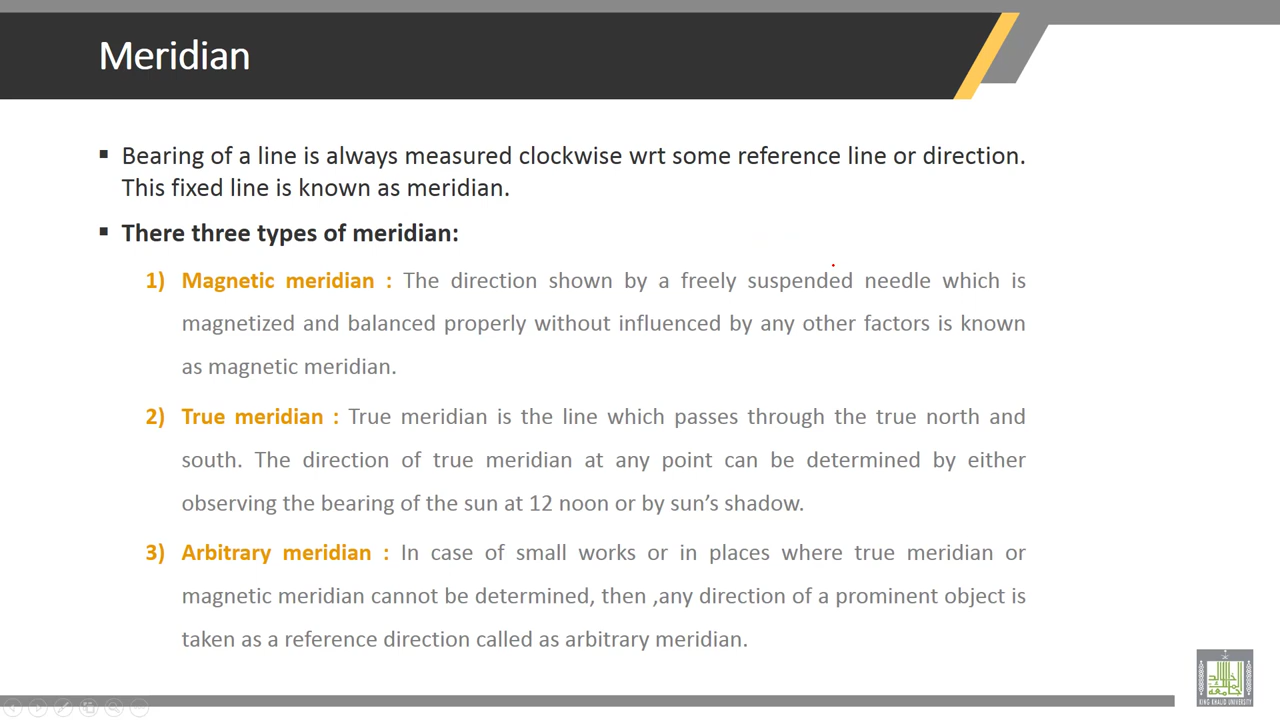 Meridian
▪ Bearing of a line is always measured clockwise wrt some reference line or direction.
This fixed line is known as meridian.
▪ There three types of meridian:
1) Magnetic meridian : The direction shown by a freely suspended needle which is
magnetized and balanced properly without influenced by any other factors is known
as magnetic meridian.
2) True meridian : True meridian is the line which passes through the true north and
south. The direction of true meridian at any point can be determined by either
observing the bearing of the sun at 12 noon or by sun’s shadow.
3) Arbitrary meridian : In case of small works or in places where true meridian or
magnetic meridian cannot be determined, then ,any direction of a prominent object is
taken as a reference direction called as arbitrary meridian.
KING KHALID UNIVERSITY